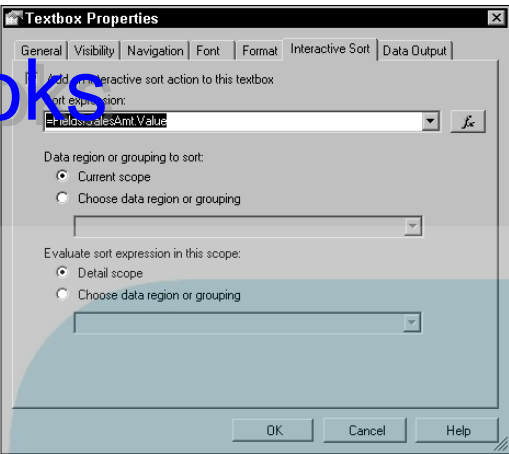 Textbox Properties
General Visibility Navigation Font Format Interactive Sort Data Output
Add an interactive sort action to this textbox
oks
Sort expression:
=Fields!SalesAmt.Value
fx
Data region or grouping to sort:
Current scope
Choose data region or grouping
Evaluate sort expression in this scope:
Detail scope
Choose data region or grouping
OK Cancel Help